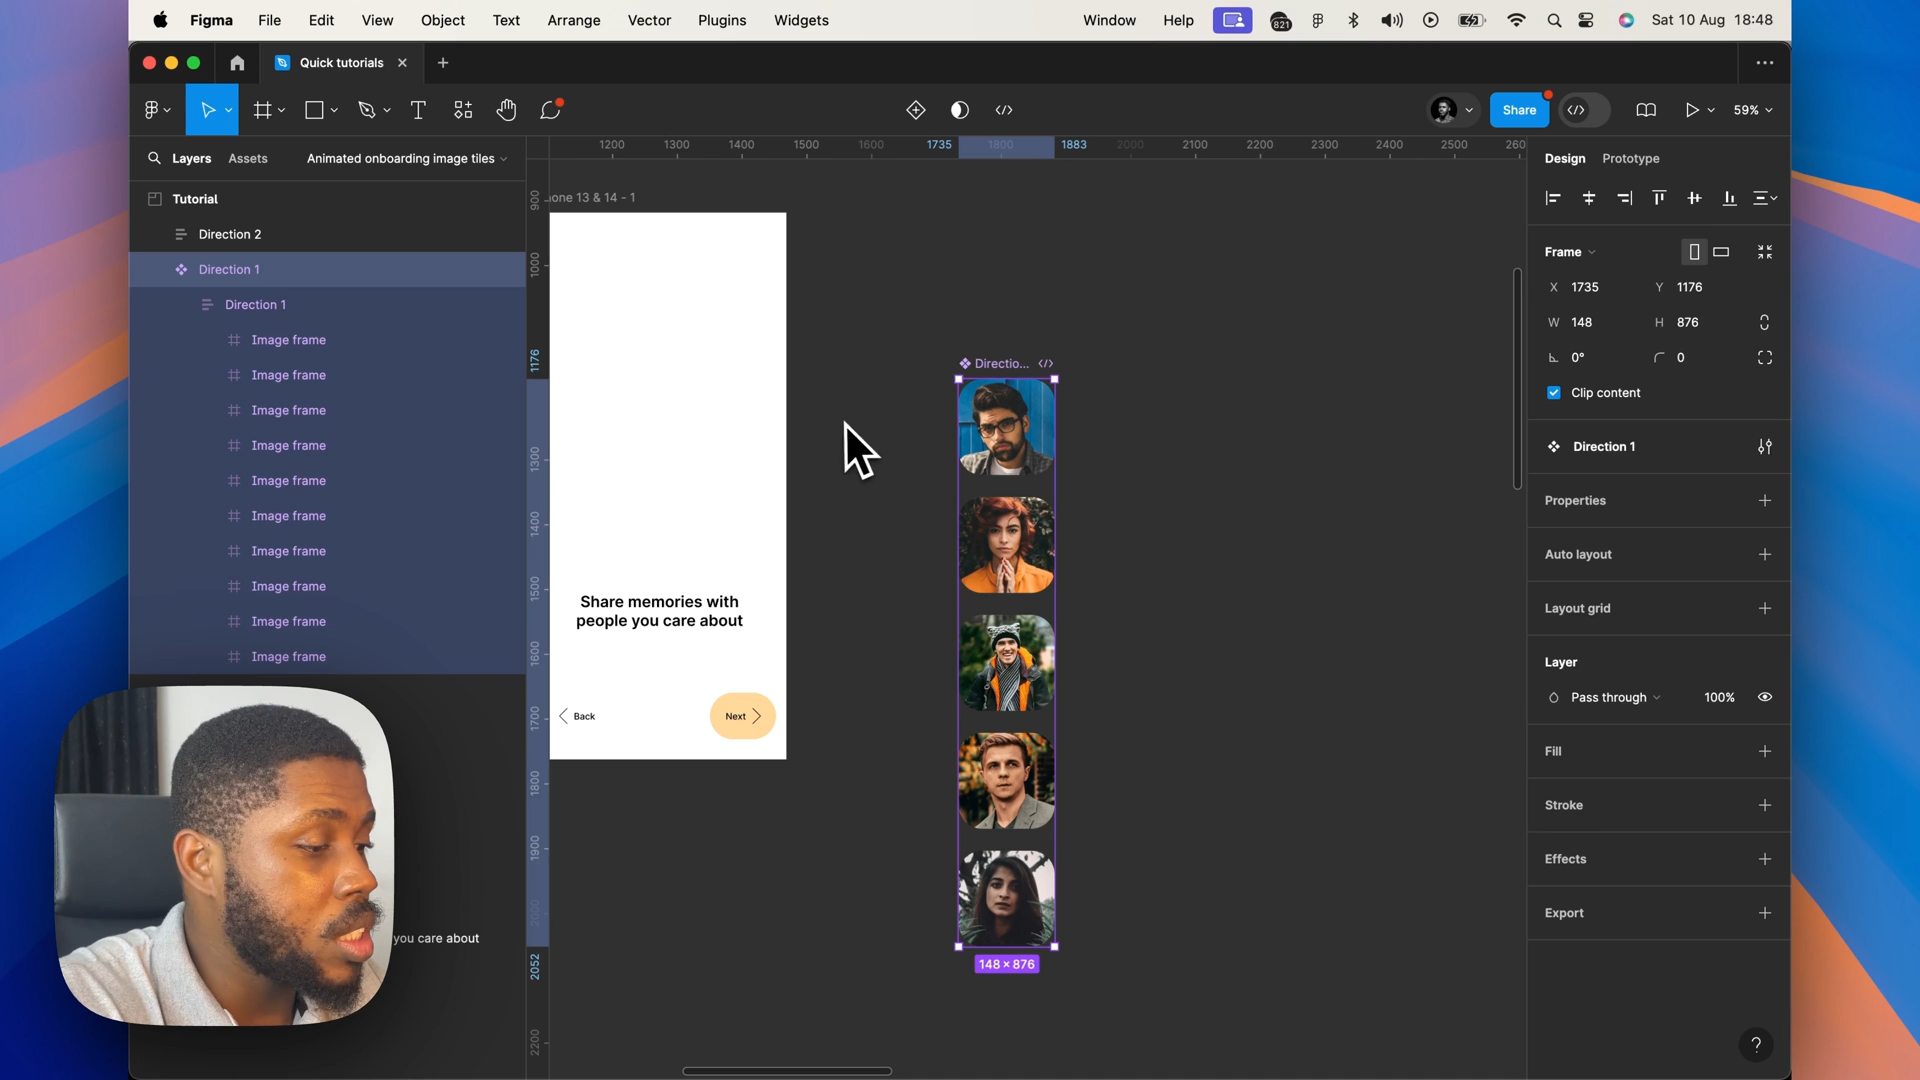 Figma File Edit View Object Text Arrange Vector Plugins Widgets Window Help 821 Sat 10 Aug 18:48
Quick tutorials
Share 59%
Layers Assets Animated onboarding image tiles
Tutorial
Direction 2
Direction 1
Direction 1
Image frame
Image frame
Image frame
Image frame
Image frame
Image frame
Image frame
Image frame
Image frame
Image frame
you care about
1200 1300 1400 1500 1600 1735 1800 1883 2000 2100 2200 2300 2400 2500 260
900
1000
1176
1300
1400
1500
1600
1700
1800
1900
2000
2052
2200
one 13 & 14 - 1
Share memories with
people you care about
Back
Next
Directio...
148 × 876
Design Prototype
Frame
X 1735 Y 1176
W 148 H 876
0° 0
Clip content
Direction 1
Properties
Auto layout
Layout grid
Layer
Pass through 100%
Fill
Stroke
Effects
Export
?